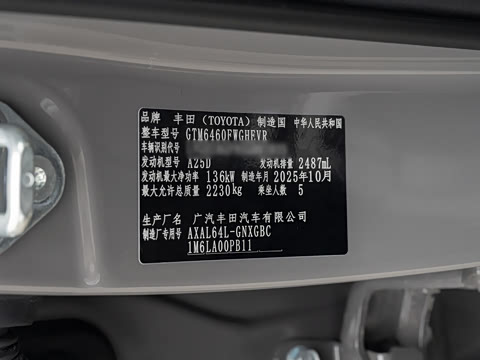 品牌 丰田（TOYOTA） 制造国 中华人民共和国
整车型号 GTM6460FWGHEVR
车辆识别代号
发动机型号 A25D 发动机排量 2487mL
发动机最大净功率 136kW 制造年月 2025年10月
最大允许总质量 2230kg 乘坐人数 5
生产厂名 广汽丰田汽车有限公司
制造厂专用号 AXAL64L-GNXGBC
1M6LA00PB11